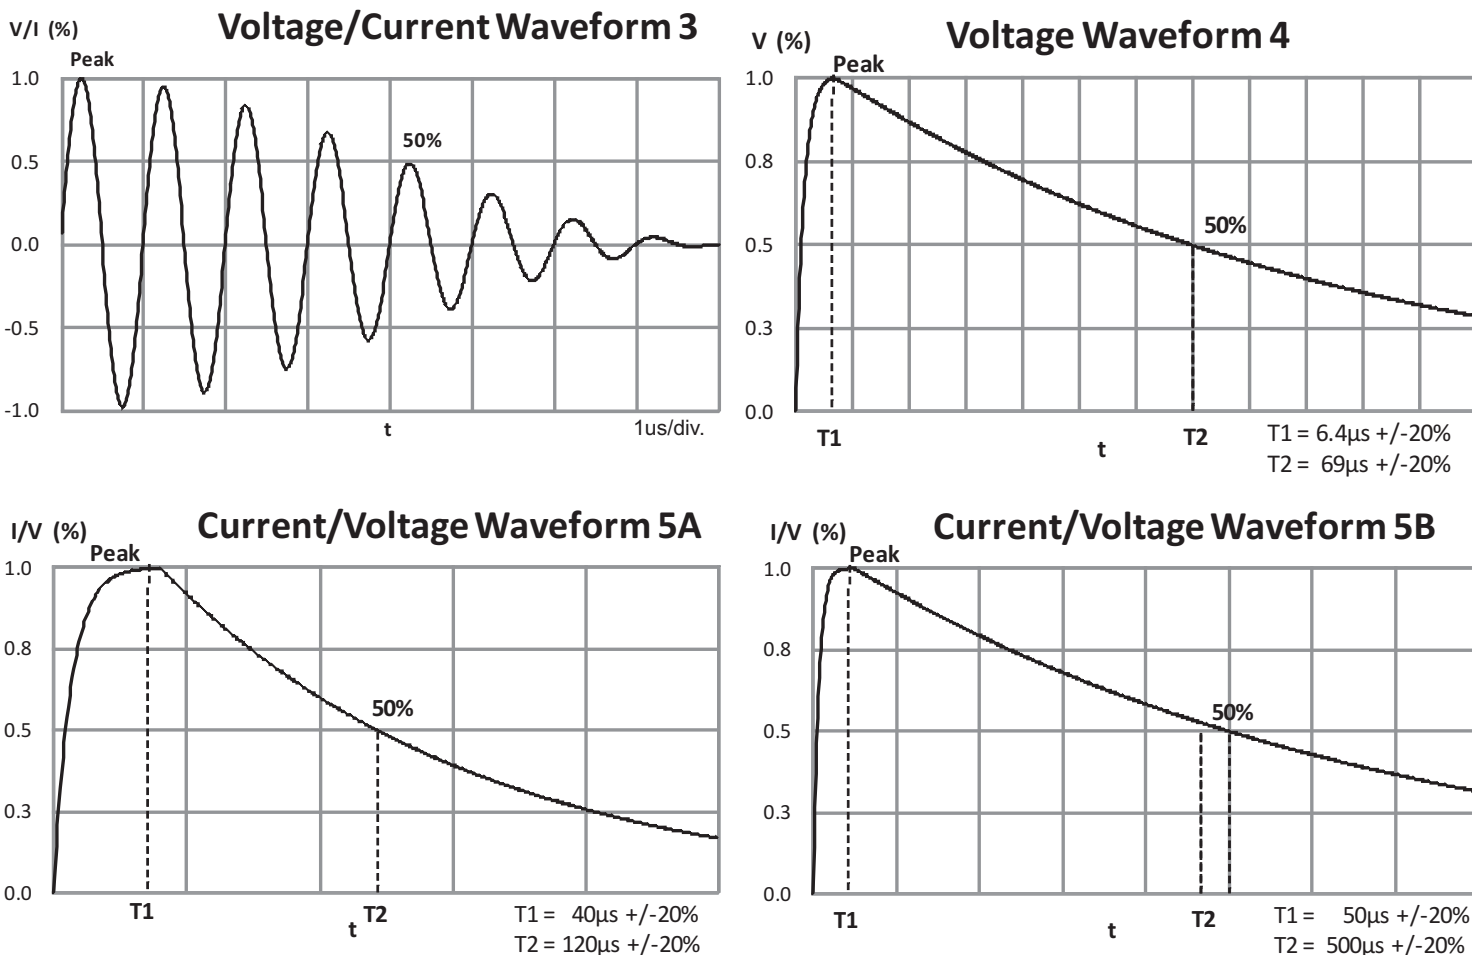 Voltage/Current Waveform 3
V/I (%)
Peak
1.0
0.5
50%
0.0
-0.5
-1.0
t
1us/div.
Voltage Waveform 4
V (%)
Peak
1.0
0.8
50%
0.5
0.3
0.0
T1
T2
t
T1 = 6.4µs +/-20%
T2 = 69µs +/-20%
Current/Voltage Waveform 5A
I/V (%)
Peak
1.0
0.8
50%
0.5
0.3
0.0
T1
T2
t
T1 = 40µs +/-20%
T2 = 120µs +/-20%
Current/Voltage Waveform 5B
I/V (%)
Peak
1.0
0.8
50%
0.5
0.3
0.0
T1
T2
t
T1 = 50µs +/-20%
T2 = 500µs +/-20%